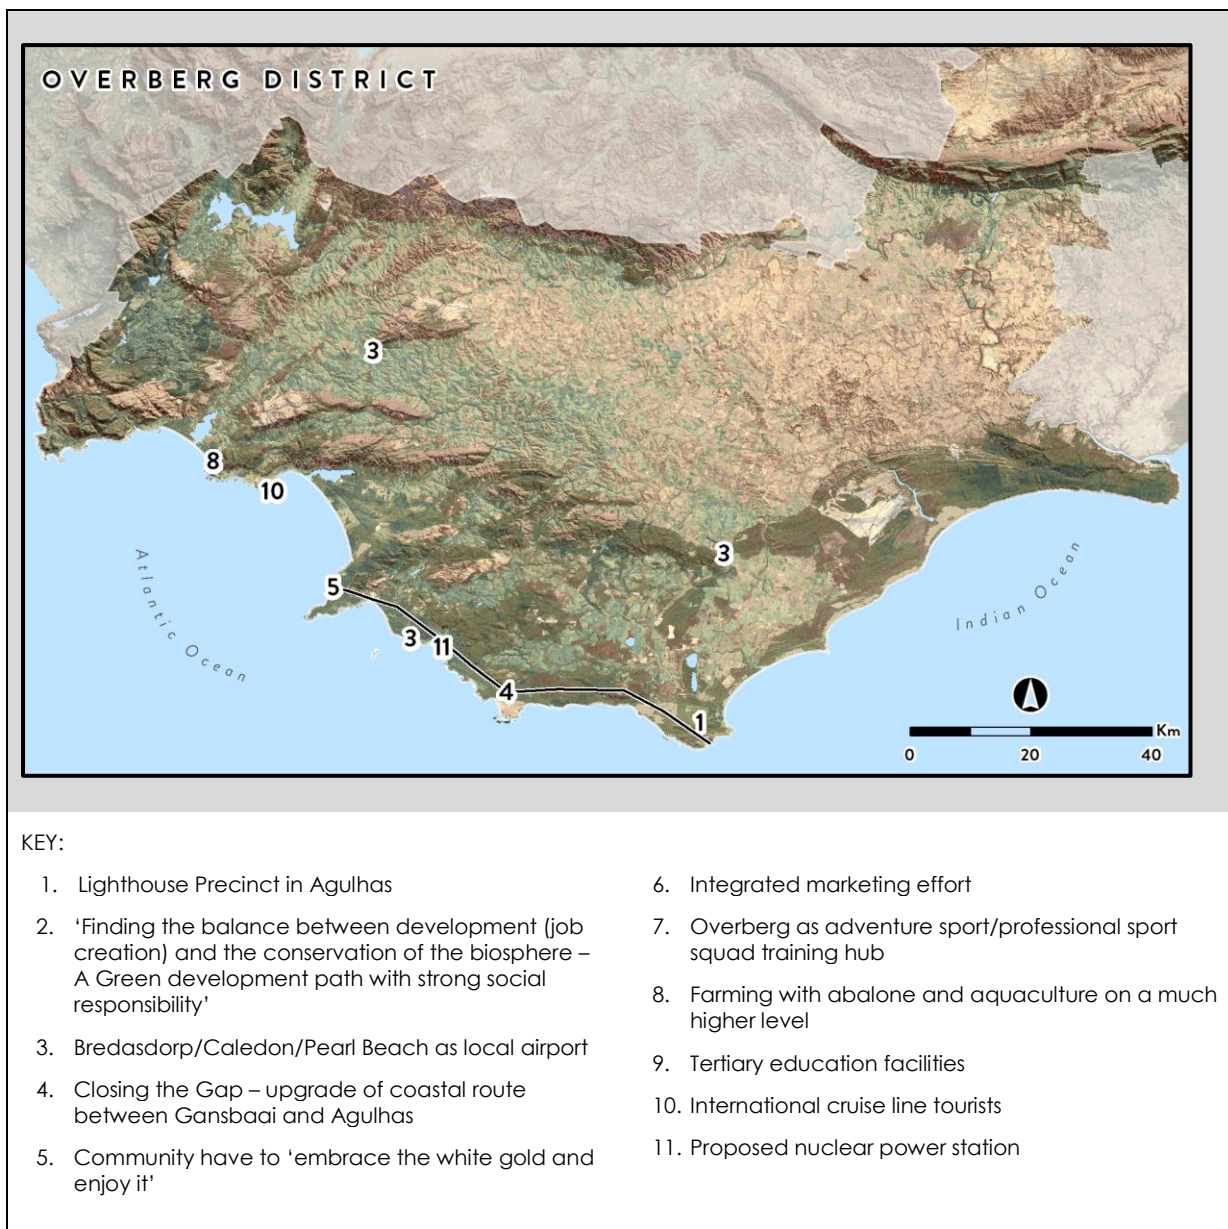 OVERBERG DISTRICT
3
8
10
3
Atlantic Ocean
Indian Ocean
5
3
11
4
1
Km
0 20 40
KEY:
1. Lighthouse Precinct in Agulhas
2. ‘Finding the balance between development (job
creation) and the conservation of the biosphere –
A Green development path with strong social
responsibility’
3. Bredasdorp/Caledon/Pearl Beach as local airport
4. Closing the Gap – upgrade of coastal route
between Gansbaai and Agulhas
5. Community have to ‘embrace the white gold and
enjoy it’
6. Integrated marketing effort
7. Overberg as adventure sport/professional sport
squad training hub
8. Farming with abalone and aquaculture on a much
higher level
9. Tertiary education facilities
10. International cruise line tourists
11. Proposed nuclear power station